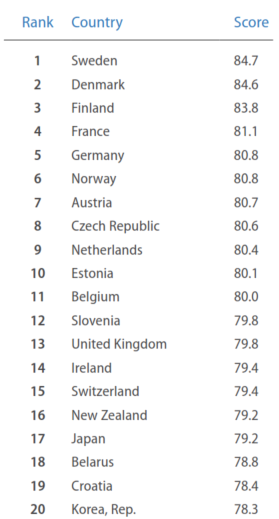 Rank Country Score
1 Sweden 84.7
2 Denmark 84.6
3 Finland 83.8
4 France 81.1
5 Germany 80.8
6 Norway 80.8
7 Austria 80.7
8 Czech Republic 80.6
9 Netherlands 80.4
10 Estonia 80.1
11 Belgium 80.0
12 Slovenia 79.8
13 United Kingdom 79.8
14 Ireland 79.4
15 Switzerland 79.4
16 New Zealand 79.2
17 Japan 79.2
18 Belarus 78.8
19 Croatia 78.4
20 Korea, Rep. 78.3